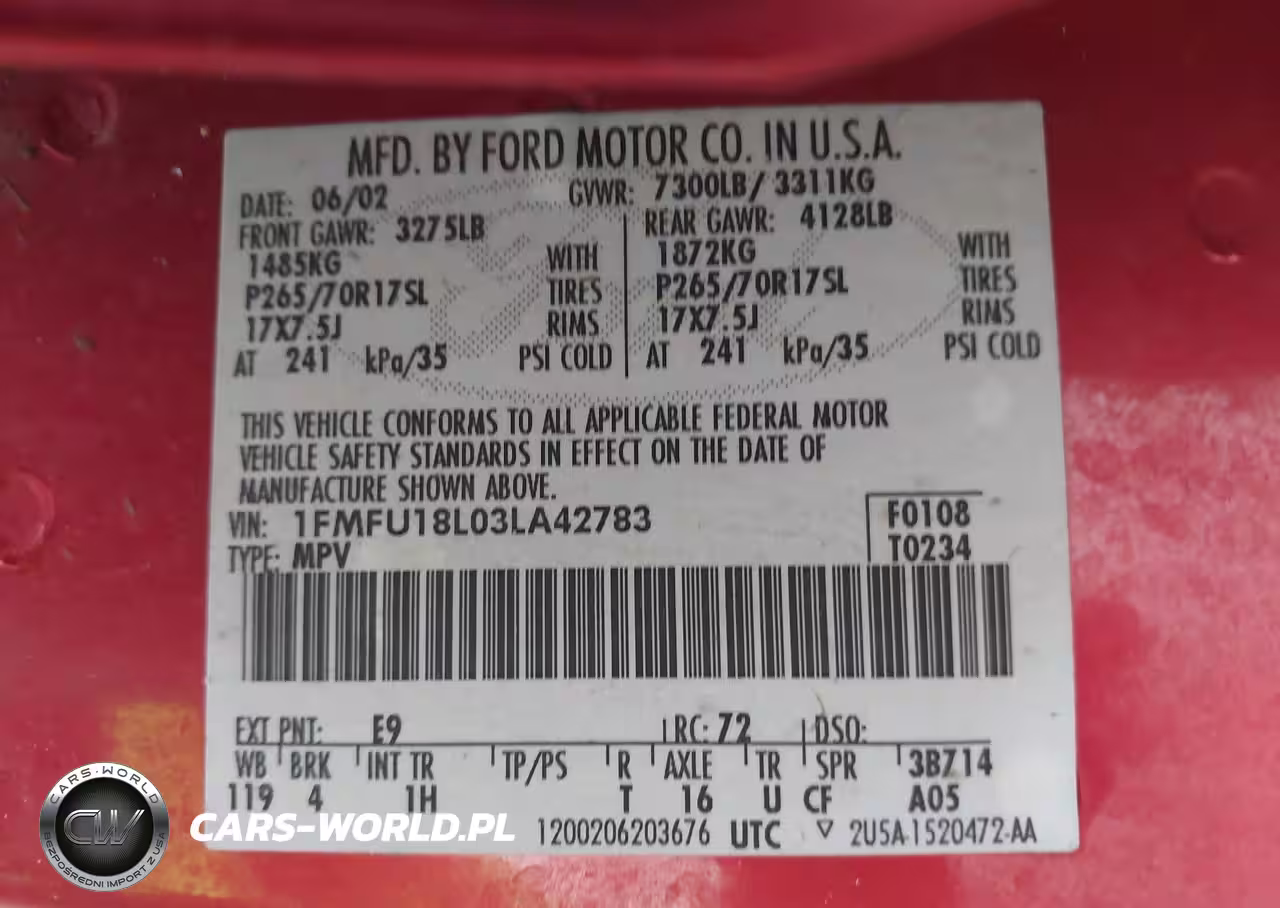 MFD. BY FORD MOTOR CO. IN U.S.A.
DATE: 06/02 GVWR: 7300LB/ 3311KG
FRONT GAWR: 3275LB REAR GAWR: 4128LB
1485KG WITH 1872KG WITH
P265/70R17SL TIRES P265/70R17SL TIRES
17X7.5J RIMS 17X7.5J RIMS
AT 241 kPa/35 PSI COLD AT 241 kPa/35 PSI COLD
THIS VEHICLE CONFORMS TO ALL APPLICABLE FEDERAL MOTOR
VEHICLE SAFETY STANDARDS IN EFFECT ON THE DATE OF
MANUFACTURE SHOWN ABOVE.
VIN: 1FMFU18L03LA42783 F0108
TYPE: MPV T0234
EXT PNT: E9 RC: 72 DSO:
WB BRK INT TR TP/PS R AXLE TR SPR 3BZ14
119 4 1H T 16 U CF A05
1200206203676 UTC ▽ 2U5A-1520472-AA
CARS-WORLD
CW
BEZPOŚREDNI IMPORT Z USA
CARS-WORLD.PL